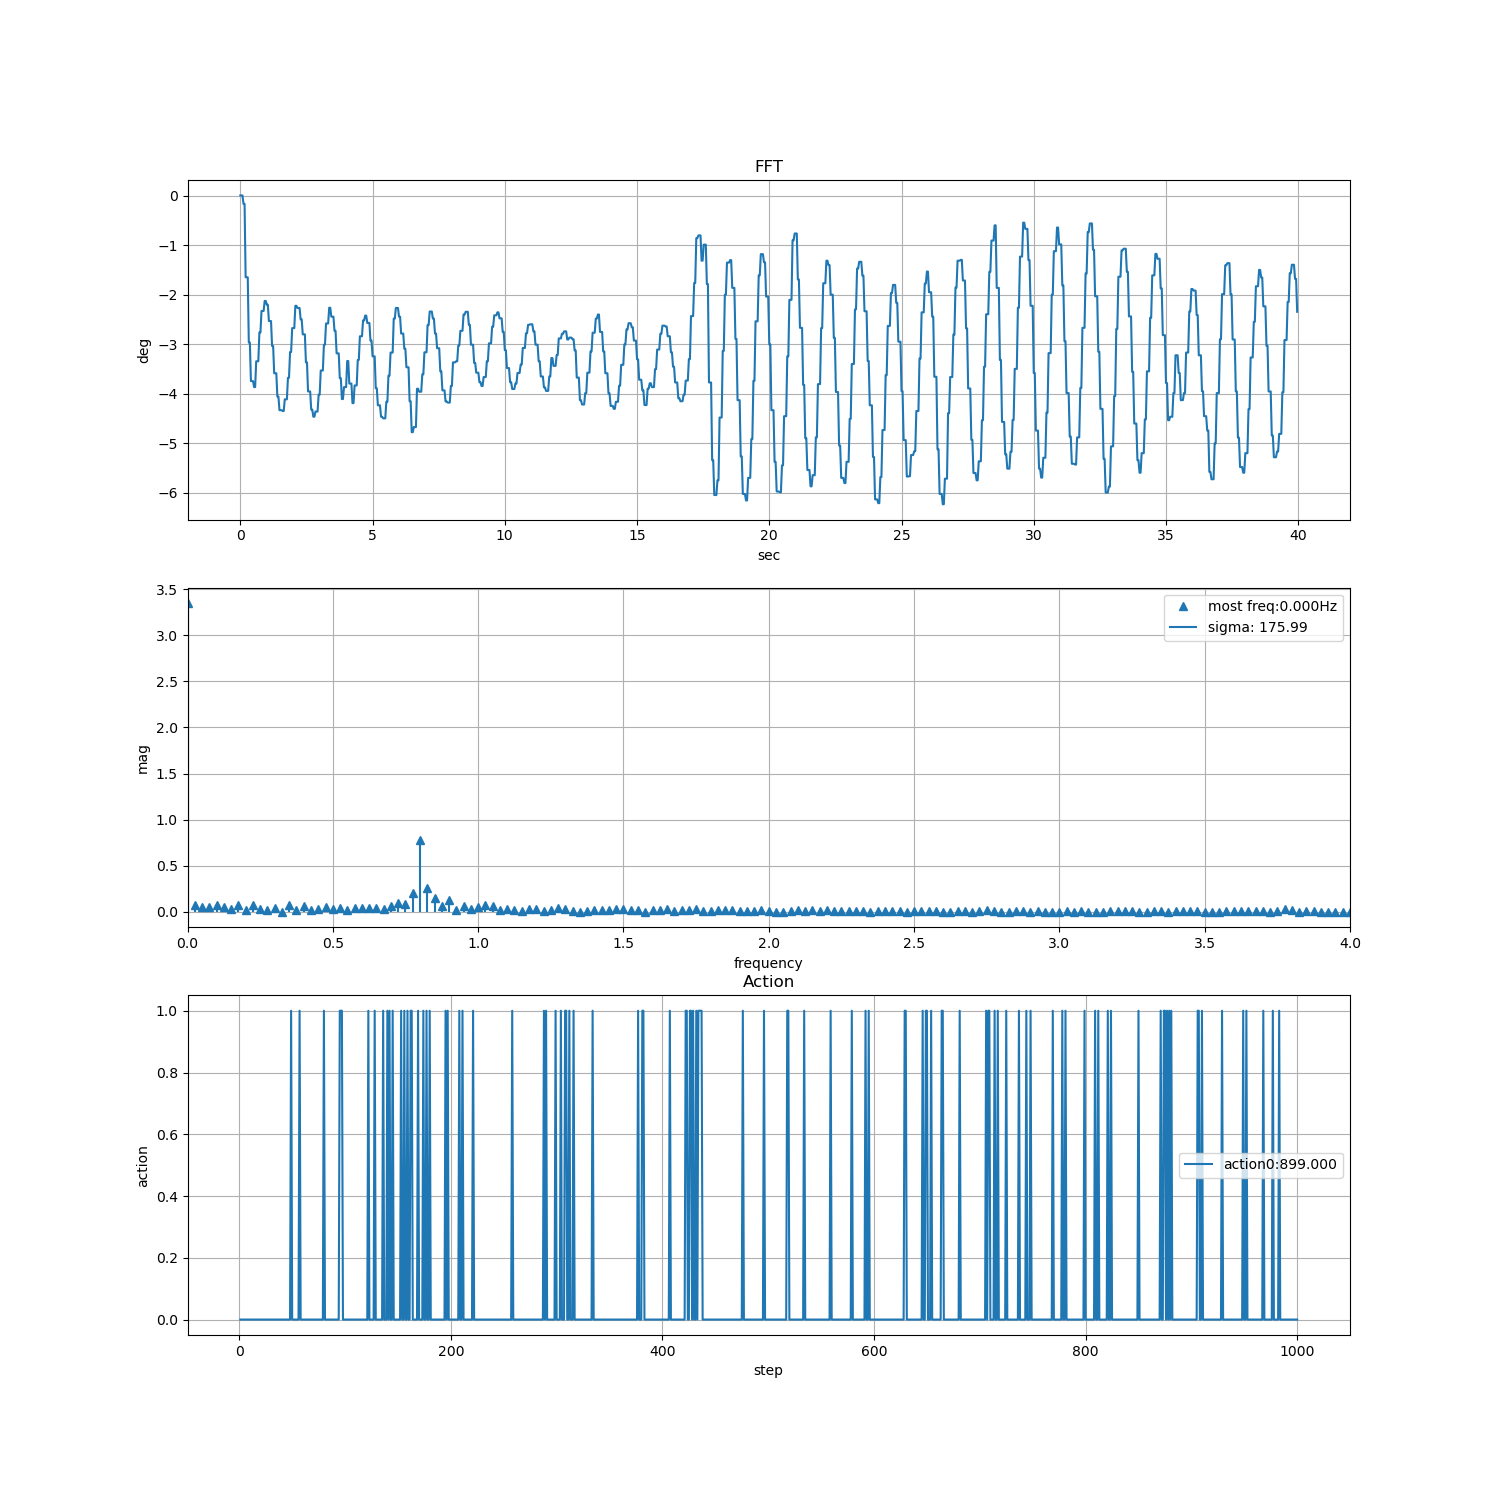 FFT
0
−1
−2
−3
−4
−5
−6
deg
0 5 10 15 20 25 30 35 40
sec
3.5
3.0
2.5
2.0
1.5
1.0
0.5
0.0
mag
most freq:0.000Hz
sigma: 175.99
0.0 0.5 1.0 1.5 2.0 2.5 3.0 3.5 4.0
frequency
Action
1.0
0.8
0.6
0.4
0.2
0.0
action
action0:899.000
0 200 400 600 800 1000
step